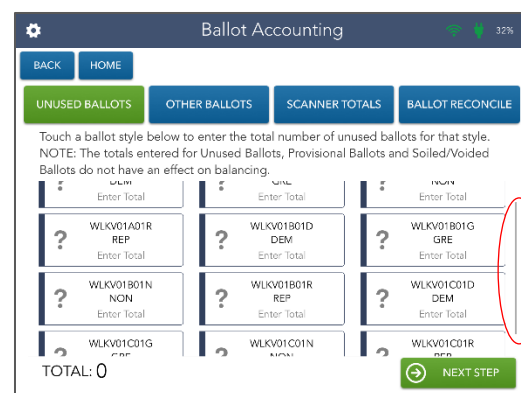 Ballot Accounting
32%
BACK HOME
UNUSED BALLOTS OTHER BALLOTS SCANNER TOTALS BALLOT RECONCILE
Touch a ballot style below to enter the total number of unused ballots for that style.
NOTE: The totals entered for Unused Ballots, Provisional Ballots and Soiled/Voided
Ballots do not have an effect on balancing.
? DEM ? GRE ? NON
Enter Total Enter Total Enter Total
WLKV01A01R WLKV01B01D WLKV01B01G
? REP ? DEM ? GRE
Enter Total Enter Total Enter Total
WLKV01B01N WLKV01B01R WLKV01C01D
? NON ? REP ? DEM
Enter Total Enter Total Enter Total
WLKV01C01G WLKV01C01N WLKV01C01R
? GRE ? NON ? REP
TOTAL: 0 NEXT STEP